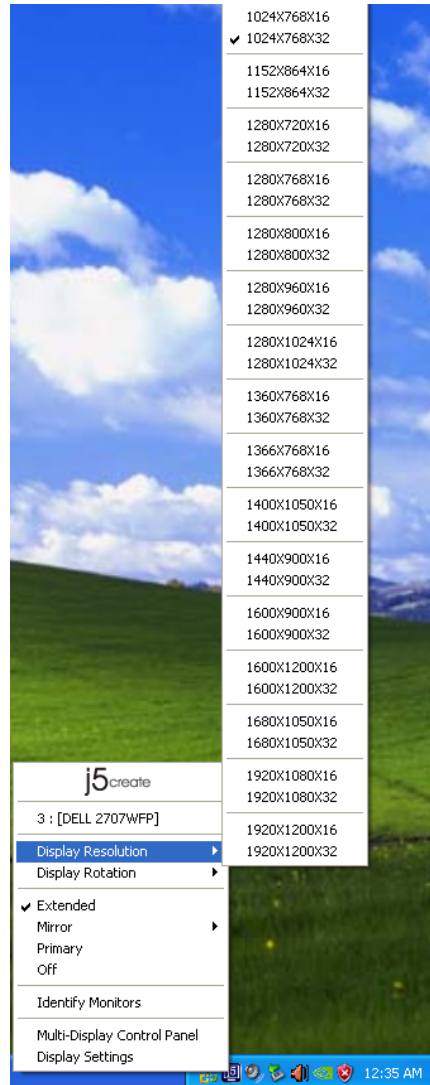 1024X768X16
1024X768X32
1152X864X16
1152X864X32
1280X720X16
1280X720X32
1280X768X16
1280X768X32
1280X800X16
1280X800X32
1280X960X16
1280X960X32
1280X1024X16
1280X1024X32
1360X768X16
1360X768X32
1366X768X16
1366X768X32
1400X1050X16
1400X1050X32
1440X900X16
1440X900X32
1600X900X16
1600X900X32
1600X1200X16
1600X1200X32
1680X1050X16
1680X1050X32
1920X1080X16
1920X1080X32
1920X1200X16
1920X1200X32
j5create
3 : [DELL 2707WFP]
Display Resolution
Display Rotation
Extended
Mirror
Primary
Off
Identify Monitors
Multi-Display Control Panel
Display Settings
12:35 AM